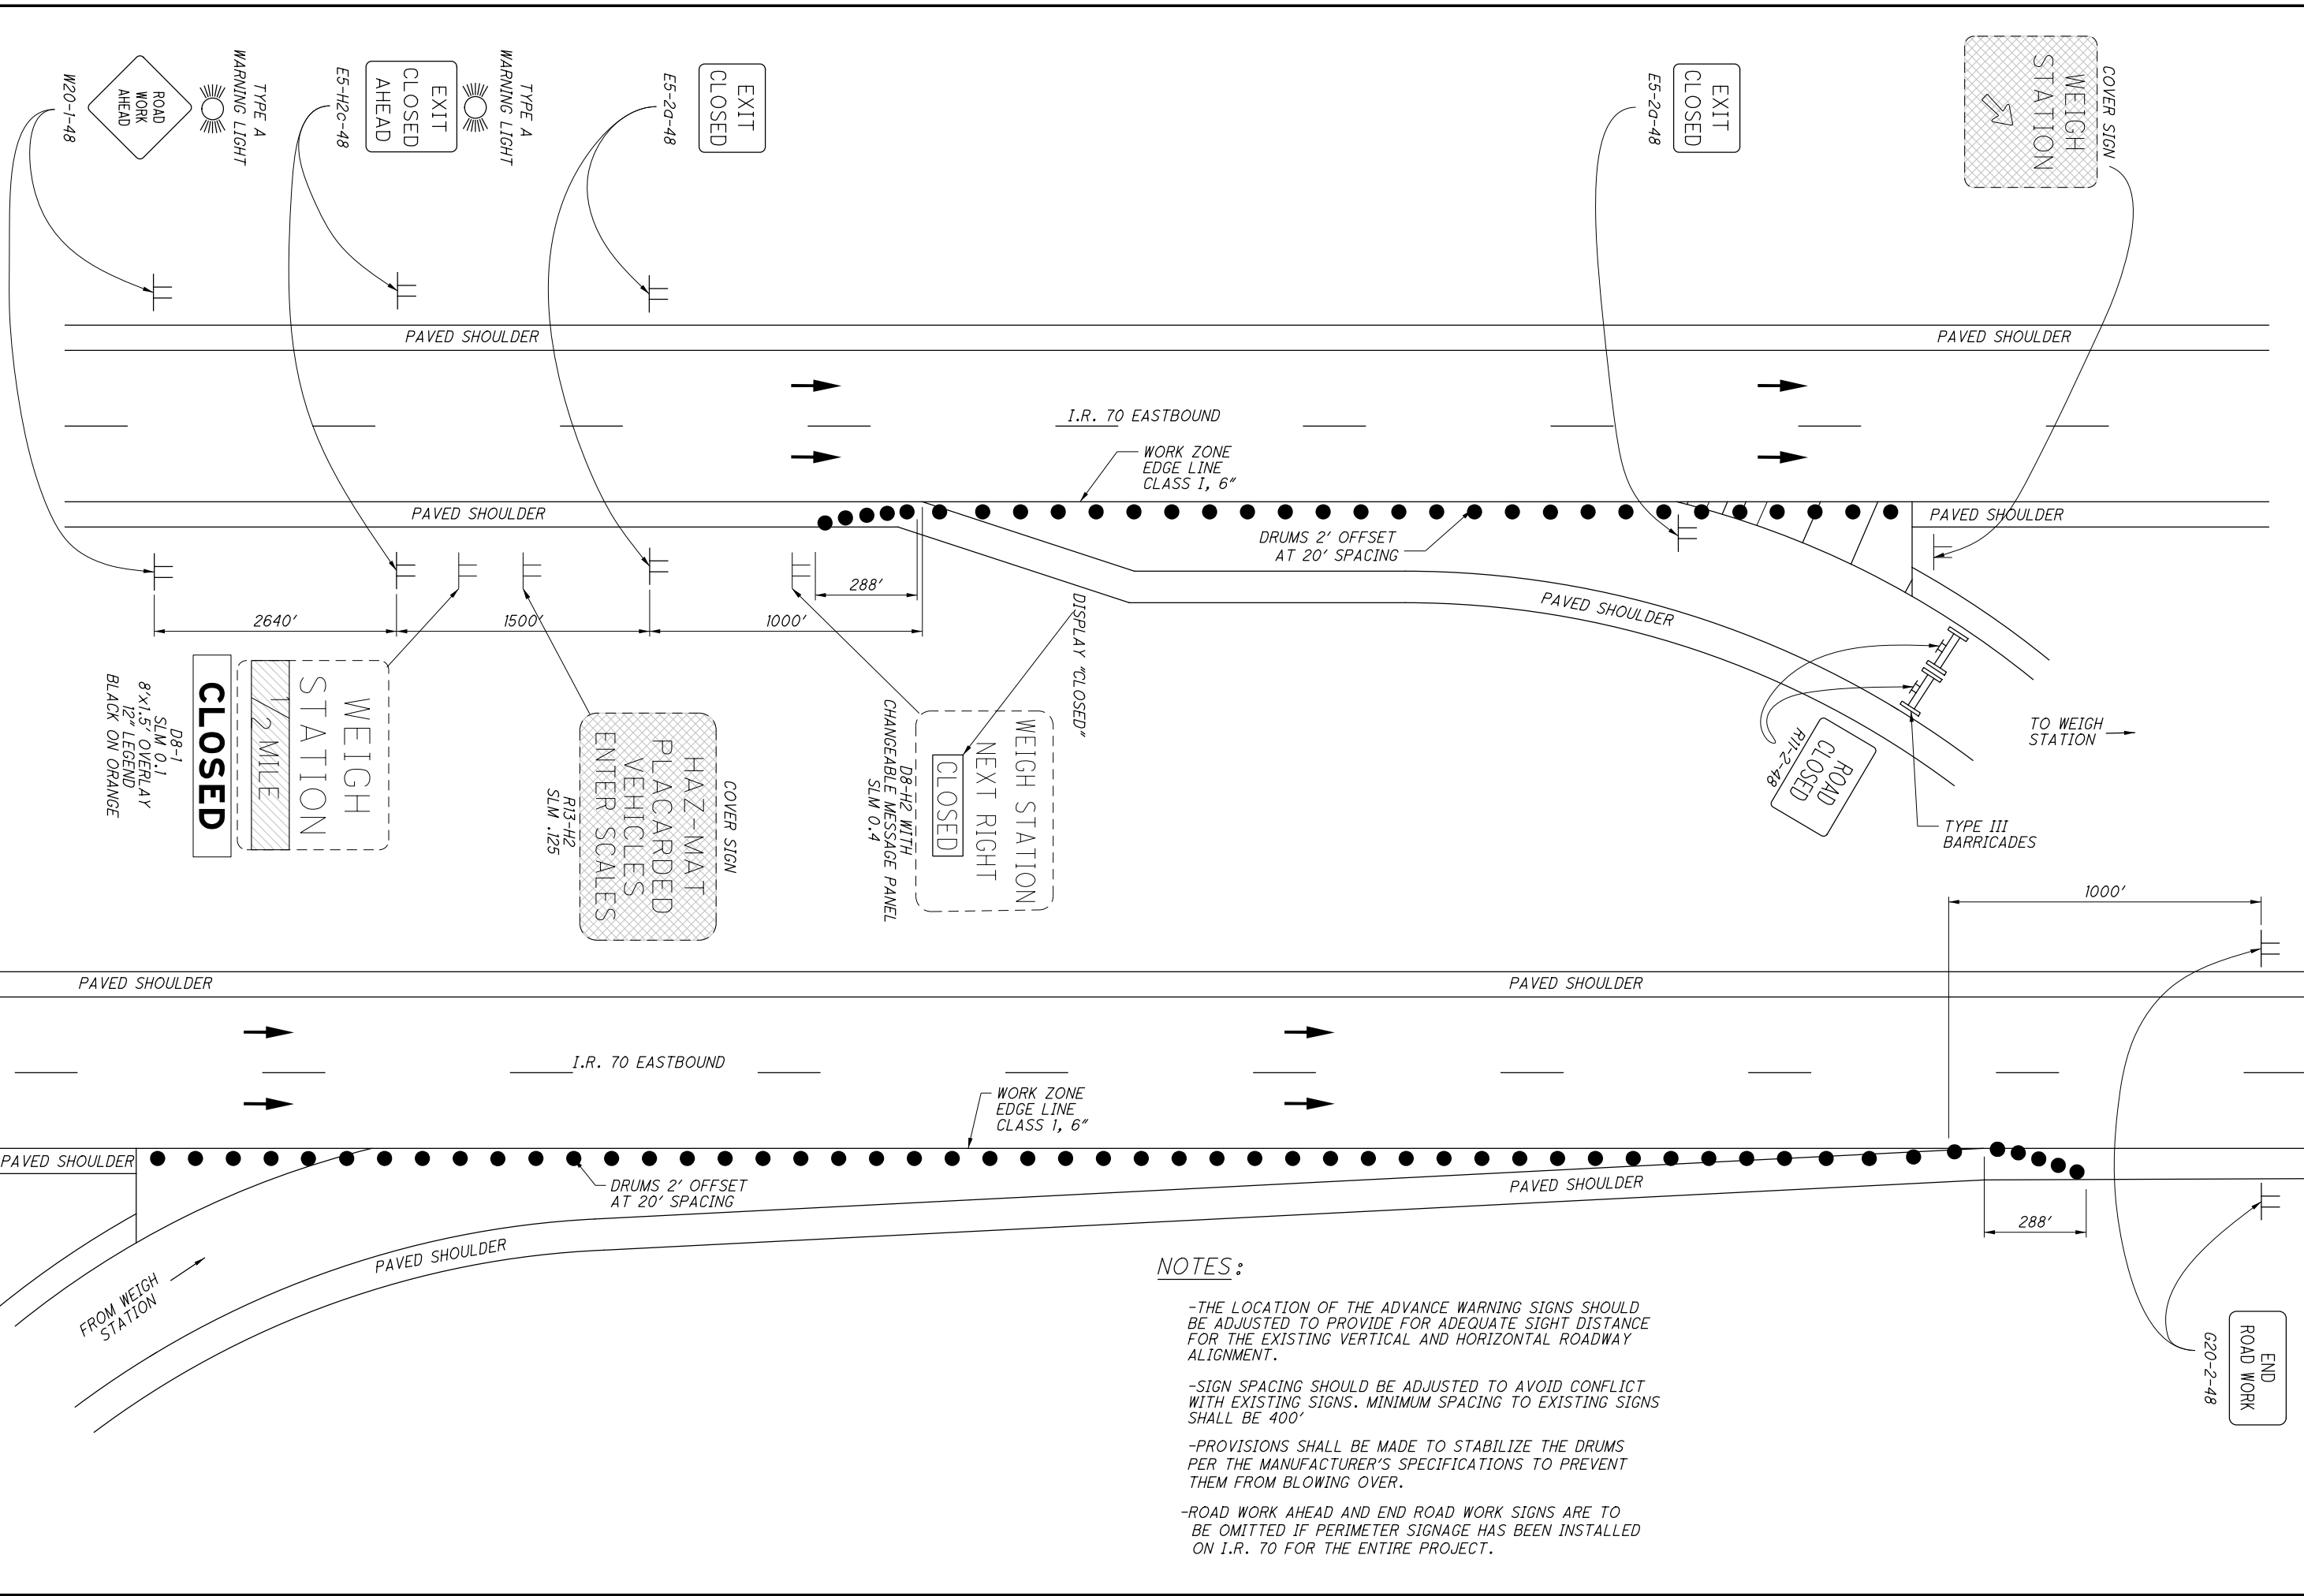 ROAD
WORK
AHEAD
W20-1-48
TYPE A
WARNING LIGHT
EXIT
CLOSED
AHEAD
E5-H2c-48
TYPE A
WARNING LIGHT
EXIT
CLOSED
E5-2a-48
EXIT
CLOSED
E5-2a-48
COVER SIGN
WEIGH
STATION
PAVED SHOULDER
PAVED SHOULDER
I.R. 70 EASTBOUND
WORK ZONE
EDGE LINE
CLASS I, 6"
PAVED SHOULDER
PAVED SHOULDER
DRUMS 2' OFFSET
AT 20' SPACING
288'
PAVED SHOULDER
2640'
1500'
1000'
DISPLAY "CLOSED"
WEIGH
STATION
1/2 MILE
CLOSED
D8-1
SLM 0.1
8'x1.5' OVERLAY
12" LEGEND
BLACK ON ORANGE
COVER SIGN
HAZ-MAT
PLACARDED
VEHICLES
ENTER SCALES
R13-H2
SLM .125
WEIGH STATION
NEXT RIGHT
CLOSED
D8-H2 WITH
CHANGEABLE MESSAGE PANEL
SLM 0.4
ROAD
CLOSED
R11-2-48
TO WEIGH
STATION
TYPE III
BARRICADES
1000'
PAVED SHOULDER
PAVED SHOULDER
I.R. 70 EASTBOUND
WORK ZONE
EDGE LINE
CLASS 1, 6"
PAVED SHOULDER
DRUMS 2' OFFSET
AT 20' SPACING
PAVED SHOULDER
PAVED SHOULDER
288'
FROM WEIGH
STATION
END
ROAD WORK
G20-2-48
NOTES:
-THE LOCATION OF THE ADVANCE WARNING SIGNS SHOULD
BE ADJUSTED TO PROVIDE FOR ADEQUATE SIGHT DISTANCE
FOR THE EXISTING VERTICAL AND HORIZONTAL ROADWAY
ALIGNMENT.
-SIGN SPACING SHOULD BE ADJUSTED TO AVOID CONFLICT
WITH EXISTING SIGNS. MINIMUM SPACING TO EXISTING SIGNS
SHALL BE 400'
-PROVISIONS SHALL BE MADE TO STABILIZE THE DRUMS
PER THE MANUFACTURER'S SPECIFICATIONS TO PREVENT
THEM FROM BLOWING OVER.
-ROAD WORK AHEAD AND END ROAD WORK SIGNS ARE TO
BE OMITTED IF PERIMETER SIGNAGE HAS BEEN INSTALLED
ON I.R. 70 FOR THE ENTIRE PROJECT.